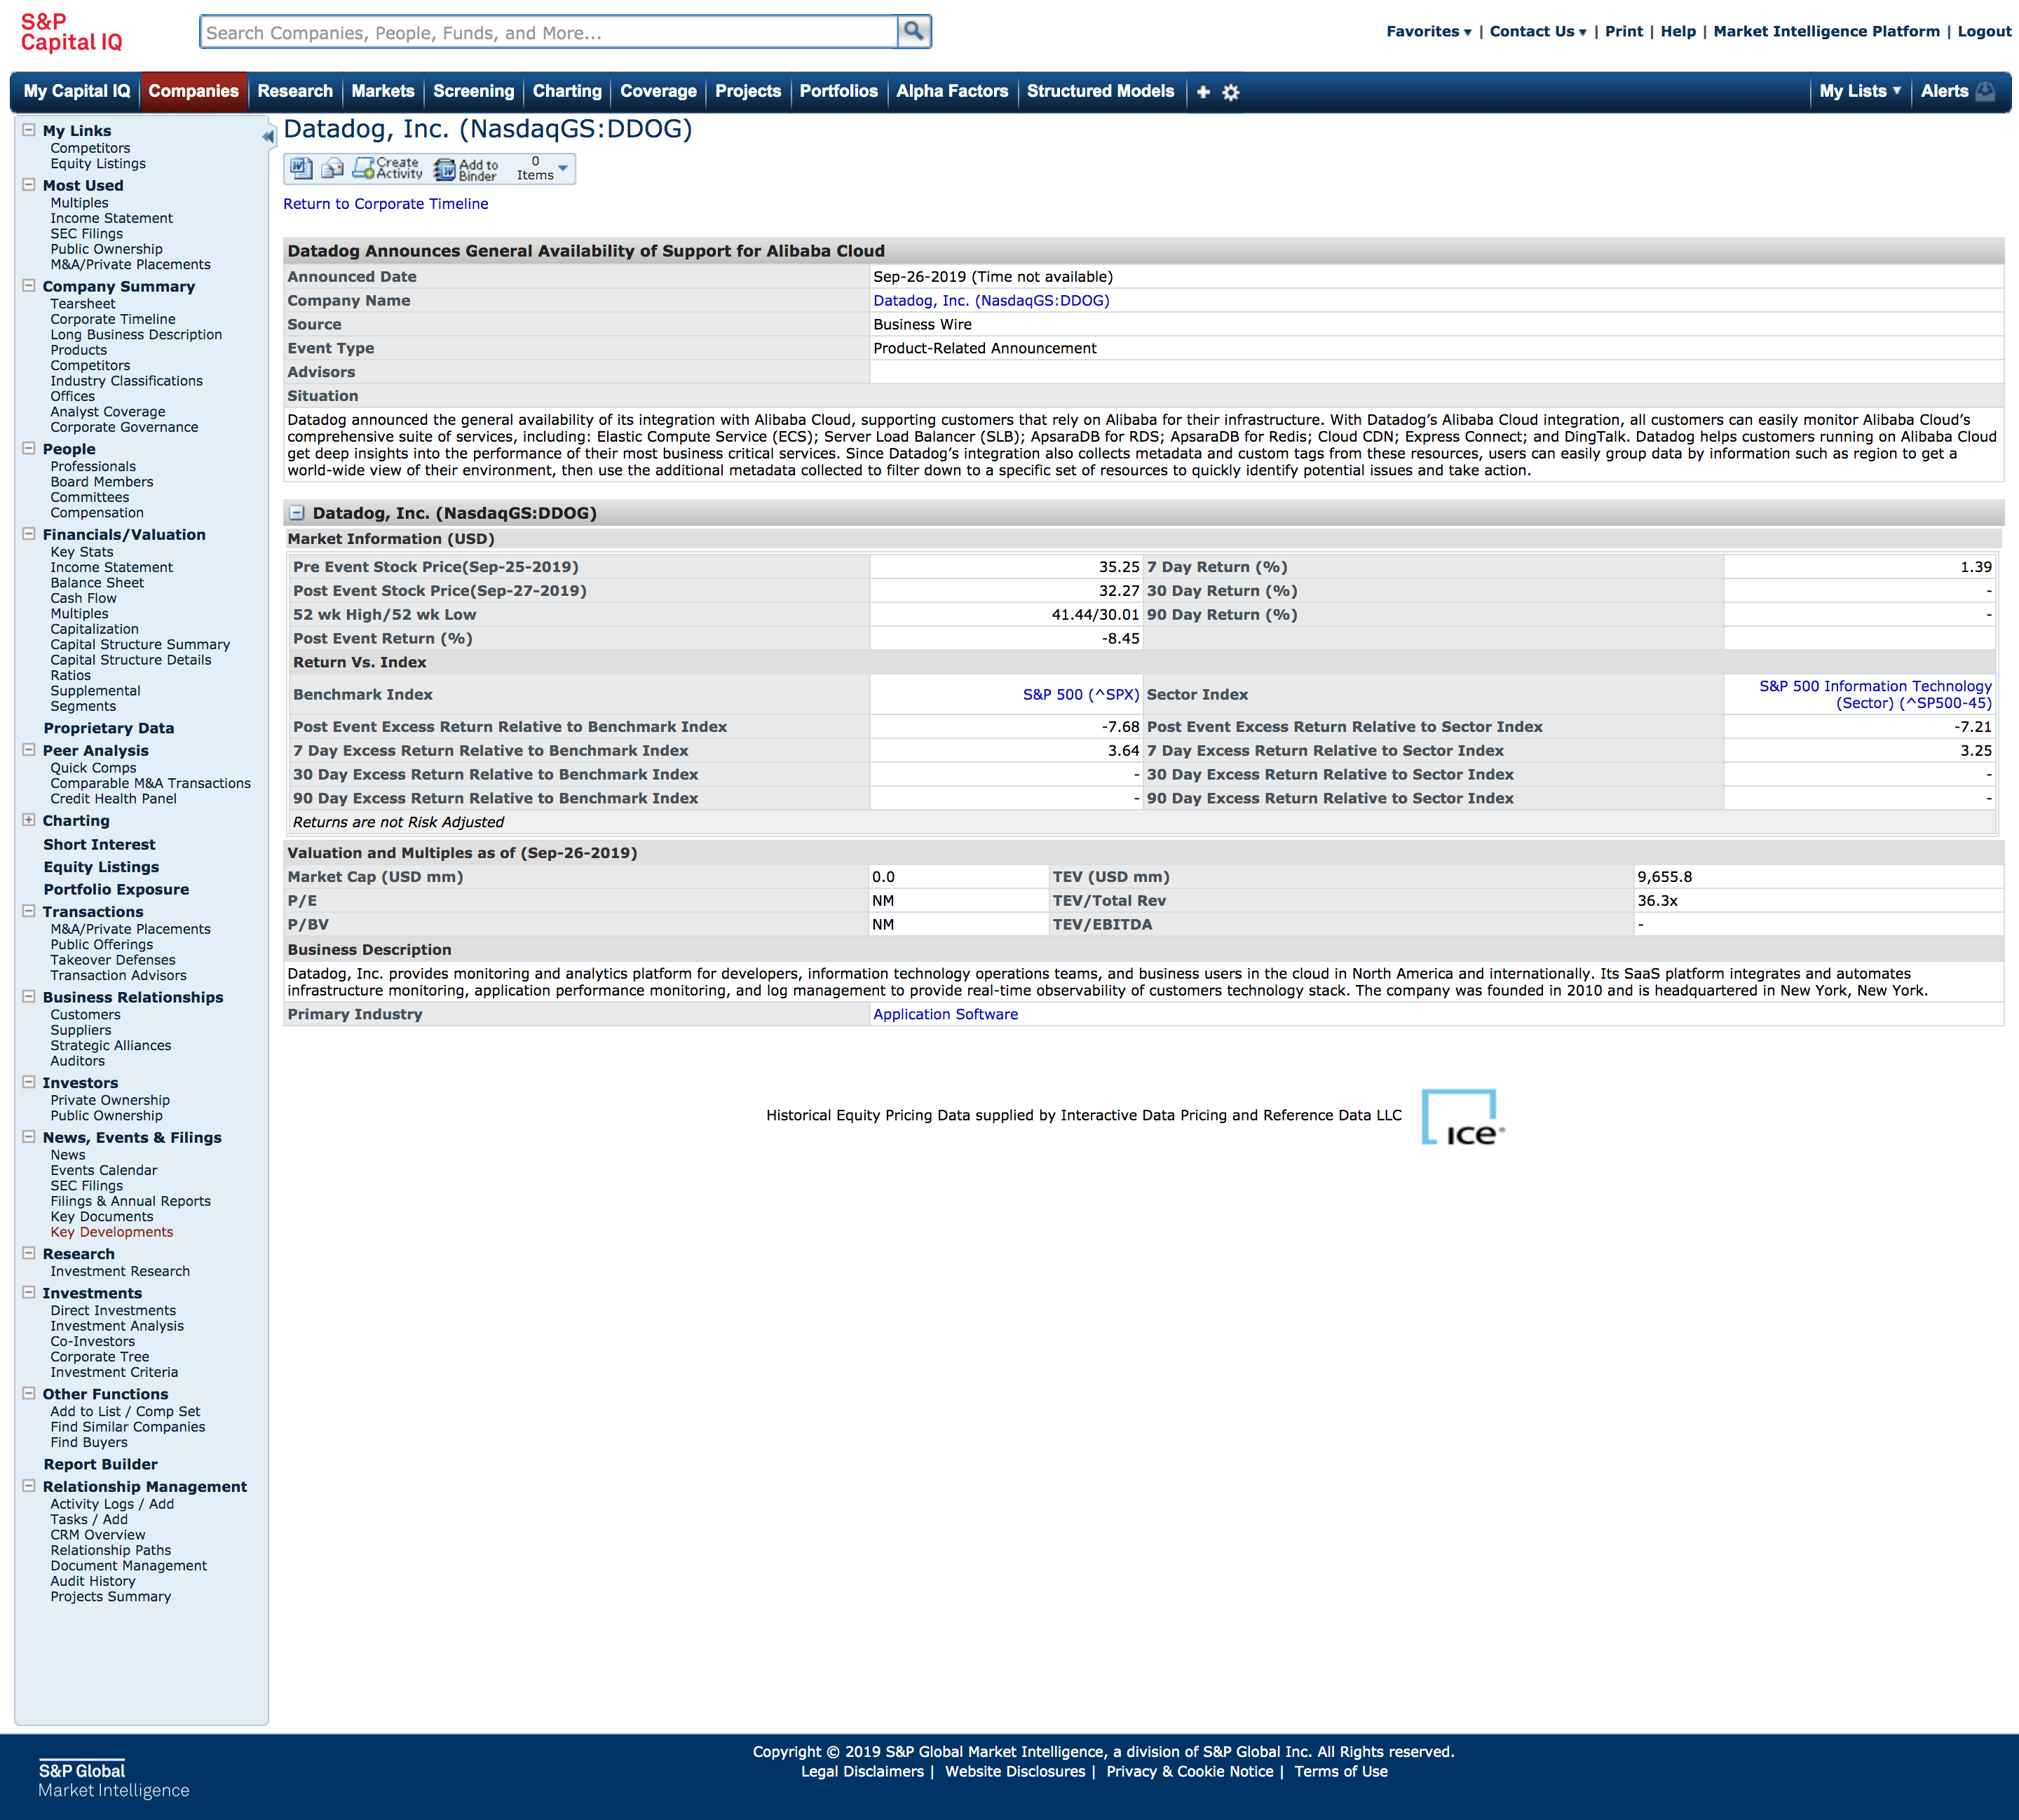 S&P
Capital IQ
Search Companies, People, Funds, and More...
Favorites | Contact Us | Print | Help | Market Intelligence Platform | Logout
My Capital IQ Companies Research Markets Screening Charting Coverage Projects Portfolios Alpha Factors Structured Models My Lists Alerts
My Links
Competitors
Equity Listings
Most Used
Multiples
Income Statement
SEC Filings
Public Ownership
M&A/Private Placements
Company Summary
Tearsheet
Corporate Timeline
Long Business Description
Products
Competitors
Industry Classifications
Offices
Analyst Coverage
Corporate Governance
People
Professionals
Board Members
Committees
Compensation
Financials/Valuation
Key Stats
Income Statement
Balance Sheet
Cash Flow
Multiples
Capitalization
Capital Structure Summary
Capital Structure Details
Ratios
Supplemental
Segments
Proprietary Data
Peer Analysis
Quick Comps
Comparable M&A Transactions
Credit Health Panel
Charting
Short Interest
Equity Listings
Portfolio Exposure
Transactions
M&A/Private Placements
Public Offerings
Takeover Defenses
Transaction Advisors
Business Relationships
Customers
Suppliers
Strategic Alliances
Auditors
Investors
Private Ownership
Public Ownership
News, Events & Filings
News
Events Calendar
SEC Filings
Filings & Annual Reports
Key Documents
Key Developments
Research
Investment Research
Investments
Direct Investments
Investment Analysis
Co-Investors
Corporate Tree
Investment Criteria
Other Functions
Add to List / Comp Set
Find Similar Companies
Find Buyers
Report Builder
Relationship Management
Activity Logs / Add
Tasks / Add
CRM Overview
Relationship Paths
Document Management
Audit History
Projects Summary
Datadog, Inc. (NasdaqGS:DDOG)
Create Activity Add to Binder 0 Items
Return to Corporate Timeline
Datadog Announces General Availability of Support for Alibaba Cloud
Announced Date Sep-26-2019 (Time not available)
Company Name Datadog, Inc. (NasdaqGS:DDOG)
Source Business Wire
Event Type Product-Related Announcement
Advisors
Situation
Datadog announced the general availability of its integration with Alibaba Cloud, supporting customers that rely on Alibaba for their infrastructure. With Datadog's Alibaba Cloud integration, all customers can easily monitor Alibaba Cloud's
comprehensive suite of services, including: Elastic Compute Service (ECS); Server Load Balancer (SLB); ApsaraDB for RDS; ApsaraDB for Redis; Cloud CDN; Express Connect; and DingTalk. Datadog helps customers running on Alibaba Cloud
get deep insights into the performance of their most business critical services. Since Datadog's integration also collects metadata and custom tags from these resources, users can easily group data by information such as region to get a
world-wide view of their environment, then use the additional metadata collected to filter down to a specific set of resources to quickly identify potential issues and take action.
Datadog, Inc. (NasdaqGS:DDOG)
Market Information (USD)
Pre Event Stock Price(Sep-25-2019) 35.25 7 Day Return (%) 1.39
Post Event Stock Price(Sep-27-2019) 32.27 30 Day Return (%) -
52 wk High/52 wk Low 41.44/30.01 90 Day Return (%) -
Post Event Return (%) -8.45
Return Vs. Index
Benchmark Index S&P 500 (^SPX) Sector Index S&P 500 Information Technology
(Sector) (^SP500-45)
Post Event Excess Return Relative to Benchmark Index -7.68 Post Event Excess Return Relative to Sector Index -7.21
7 Day Excess Return Relative to Benchmark Index 3.64 7 Day Excess Return Relative to Sector Index 3.25
30 Day Excess Return Relative to Benchmark Index - 30 Day Excess Return Relative to Sector Index -
90 Day Excess Return Relative to Benchmark Index - 90 Day Excess Return Relative to Sector Index -
Returns are not Risk Adjusted
Valuation and Multiples as of (Sep-26-2019)
Market Cap (USD mm) 0.0 TEV (USD mm) 9,655.8
P/E NM TEV/Total Rev 36.3x
P/BV NM TEV/EBITDA -
Business Description
Datadog, Inc. provides monitoring and analytics platform for developers, information technology operations teams, and business users in the cloud in North America and internationally. Its SaaS platform integrates and automates
infrastructure monitoring, application performance monitoring, and log management to provide real-time observability of customers technology stack. The company was founded in 2010 and is headquartered in New York, New York.
Primary Industry Application Software
Historical Equity Pricing Data supplied by Interactive Data Pricing and Reference Data LLC
ICE
S&P Global
Market Intelligence
Copyright © 2019 S&P Global Market Intelligence, a division of S&P Global Inc. All Rights reserved.
Legal Disclaimers | Website Disclosures | Privacy & Cookie Notice | Terms of Use